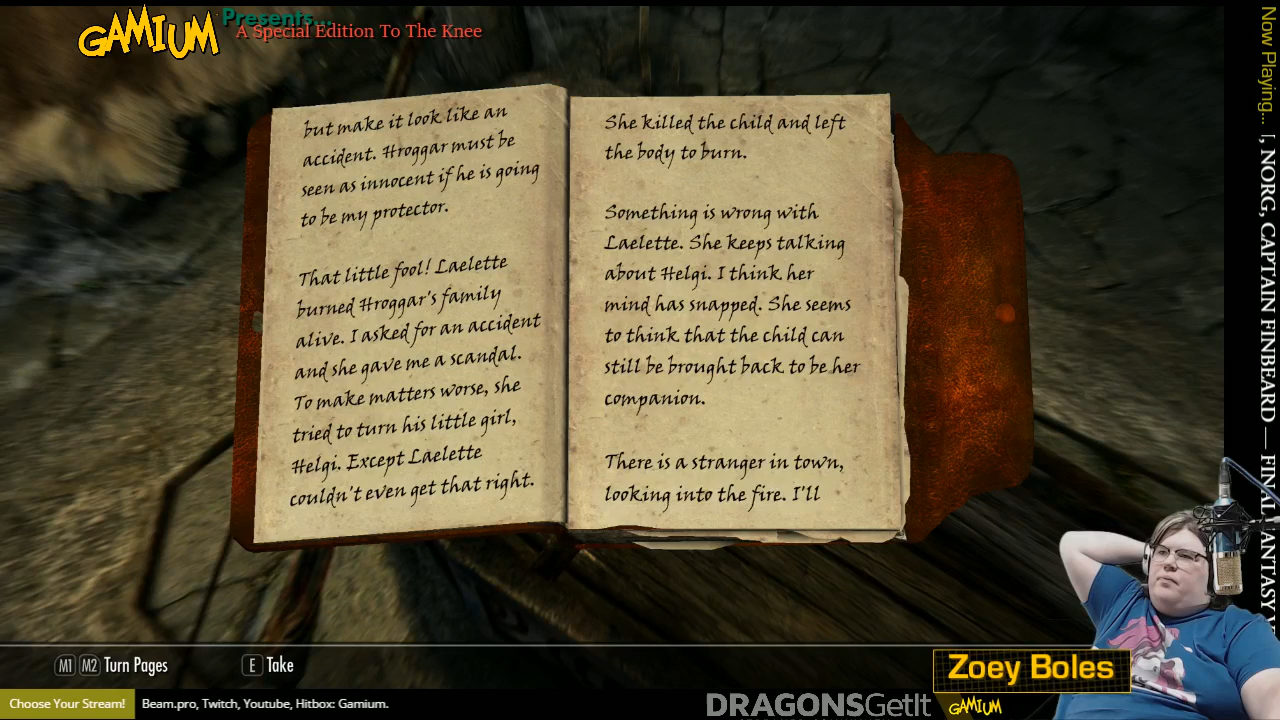 GAMIUM
Presents...
A Special Edition To The Knee
but make it look like an
accident. Hroggar must be
seen as innocent if he is going
to be my protector.
That little fool! Laelette
burned Hroggar's family
alive. I asked for an accident
and she gave me a scandal.
To make matters worse, she
tried to turn his little girl,
Helgi. Except Laelette
couldn't even get that right.
She killed the child and left
the body to burn.
Something is wrong with
Laelette. She keeps talking
about Helgi. I think her
mind has snapped. She seems
to think that the child can
still be brought back to be her
companion.
There is a stranger in town,
looking into the fire. I'll
M1 M2 Turn Pages
E Take
Choose Your Stream!
Beam.pro, Twitch, Youtube, Hitbox: Gamium.
DRAGONSGetIt
Zoey Boles
GAMIUM
Now Playing...
, NORG, CAPTAIN FINBEARD — FINAL FANTASY